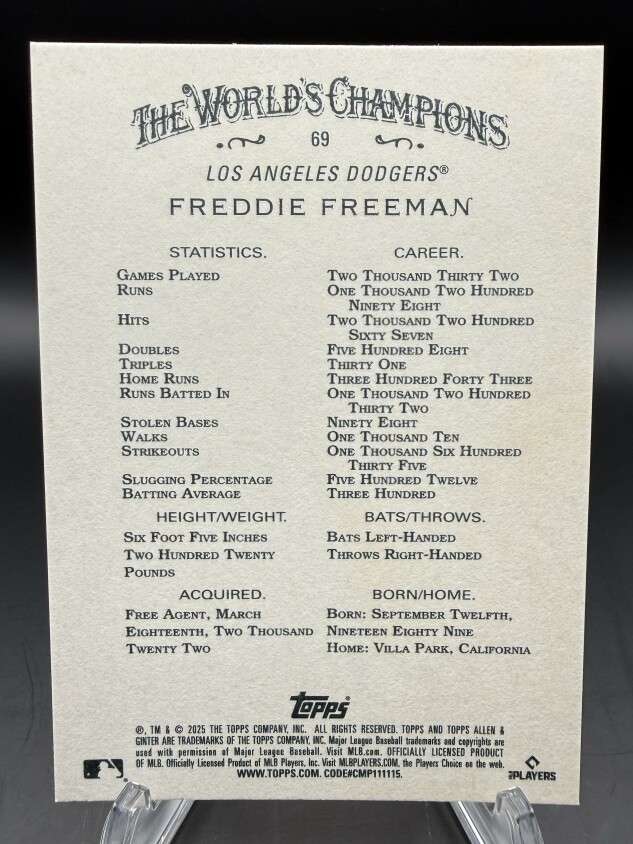 THE WORLD'S CHAMPIONS
69
LOS ANGELES DODGERS®
FREDDIE FREEMAN
STATISTICS. CAREER.
GAMES PLAYED TWO THOUSAND THIRTY TWO
RUNS ONE THOUSAND TWO HUNDRED
NINETY EIGHT
HITS TWO THOUSAND TWO HUNDRED
SIXTY SEVEN
DOUBLES FIVE HUNDRED EIGHT
TRIPLES THIRTY ONE
HOME RUNS THREE HUNDRED FORTY THREE
RUNS BATTED IN ONE THOUSAND TWO HUNDRED
THIRTY TWO
STOLEN BASES NINETY EIGHT
WALKS ONE THOUSAND TEN
STRIKEOUTS ONE THOUSAND SIX HUNDRED
THIRTY FIVE
SLUGGING PERCENTAGE FIVE HUNDRED TWELVE
BATTING AVERAGE THREE HUNDRED
HEIGHT/WEIGHT. BATS/THROWS.
SIX FOOT FIVE INCHES BATS LEFT-HANDED
TWO HUNDRED TWENTY THROWS RIGHT-HANDED
POUNDS
ACQUIRED. BORN/HOME.
FREE AGENT, MARCH BORN: SEPTEMBER TWELFTH,
EIGHTEENTH, TWO THOUSAND NINETEEN EIGHTY NINE
TWENTY TWO HOME: VILLA PARK, CALIFORNIA
Topps®
®, TM & © 2025 THE TOPPS COMPANY, INC. ALL RIGHTS RESERVED. TOPPS AND TOPPS ALLEN &
GINTER ARE TRADEMARKS OF THE TOPPS COMPANY, INC. Major League Baseball trademarks and copyrights are
used with permission of Major League Baseball. Visit MLB.com. OFFICIALLY LICENSED PRODUCT
OF MLB. Officially Licensed Product of MLB Players, Inc. Visit MLBPLAYERS.COM, the Players Choice on the web.
WWW.TOPPS.COM. CODE#CMP111115.
MLB PLAYERS